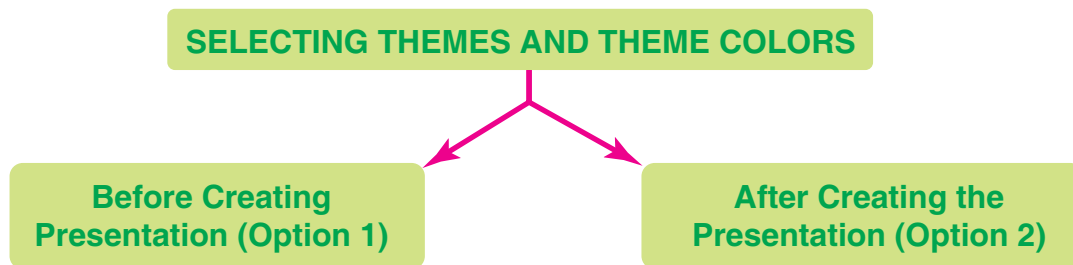 SELECTING THEMES AND THEME COLORS
Before Creating
Presentation (Option 1)
After Creating the
Presentation (Option 2)